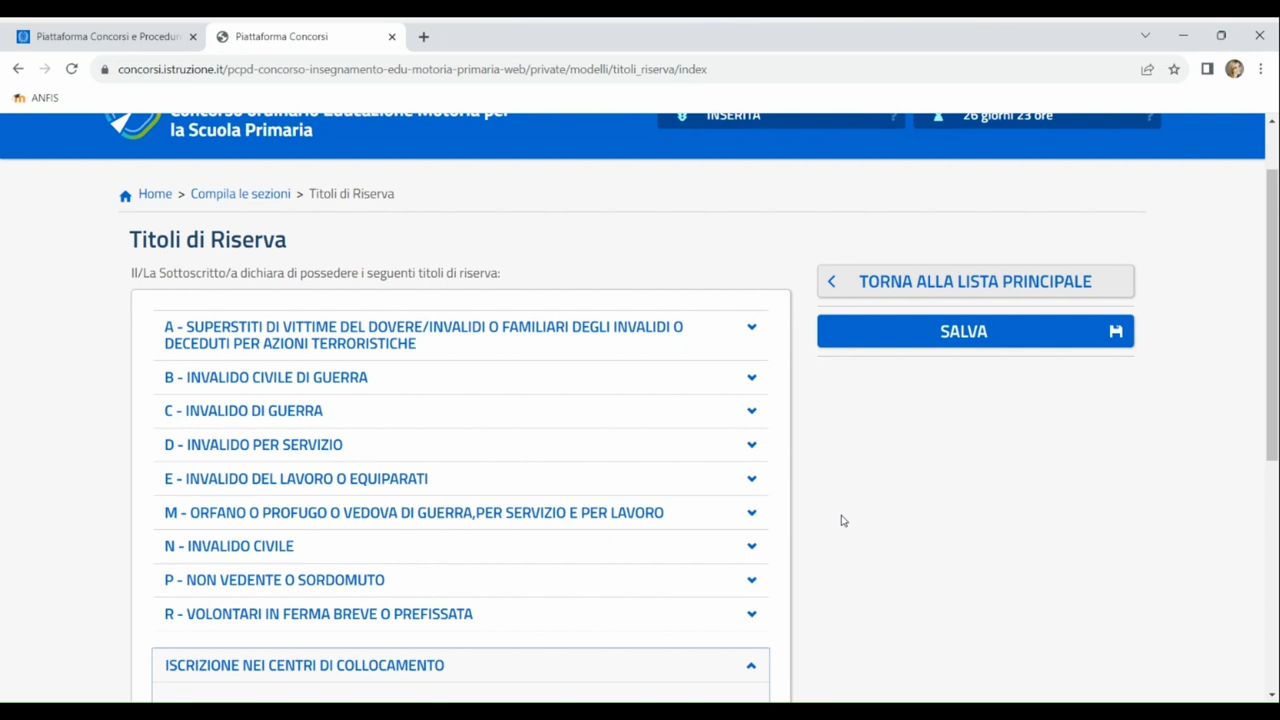 Piattaforma Concorsi e Procedur
Piattaforma Concorsi
concorsi.istruzione.it/pcpd-concorso-insegnamento-edu-motoria-primaria-web/private/modelli/titoli_riserva/index
ANFIS
Concorso ordinario Educazione Motoria per
la Scuola Primaria
INSERITA
?
26 giorni 23 ore
?
Home > Compila le sezioni > Titoli di Riserva
Titoli di Riserva
Il/La Sottoscritto/a dichiara di possedere i seguenti titoli di riserva:
TORNA ALLA LISTA PRINCIPALE
SALVA
A - SUPERSTITI DI VITTIME DEL DOVERE/INVALIDI O FAMILIARI DEGLI INVALIDI O
DECEDUTI PER AZIONI TERRORISTICHE
B - INVALIDO CIVILE DI GUERRA
C - INVALIDO DI GUERRA
D - INVALIDO PER SERVIZIO
E - INVALIDO DEL LAVORO O EQUIPARATI
M - ORFANO O PROFUGO O VEDOVA DI GUERRA,PER SERVIZIO E PER LAVORO
N - INVALIDO CIVILE
P - NON VEDENTE O SORDOMUTO
R - VOLONTARI IN FERMA BREVE O PREFISSATA
ISCRIZIONE NEI CENTRI DI COLLOCAMENTO